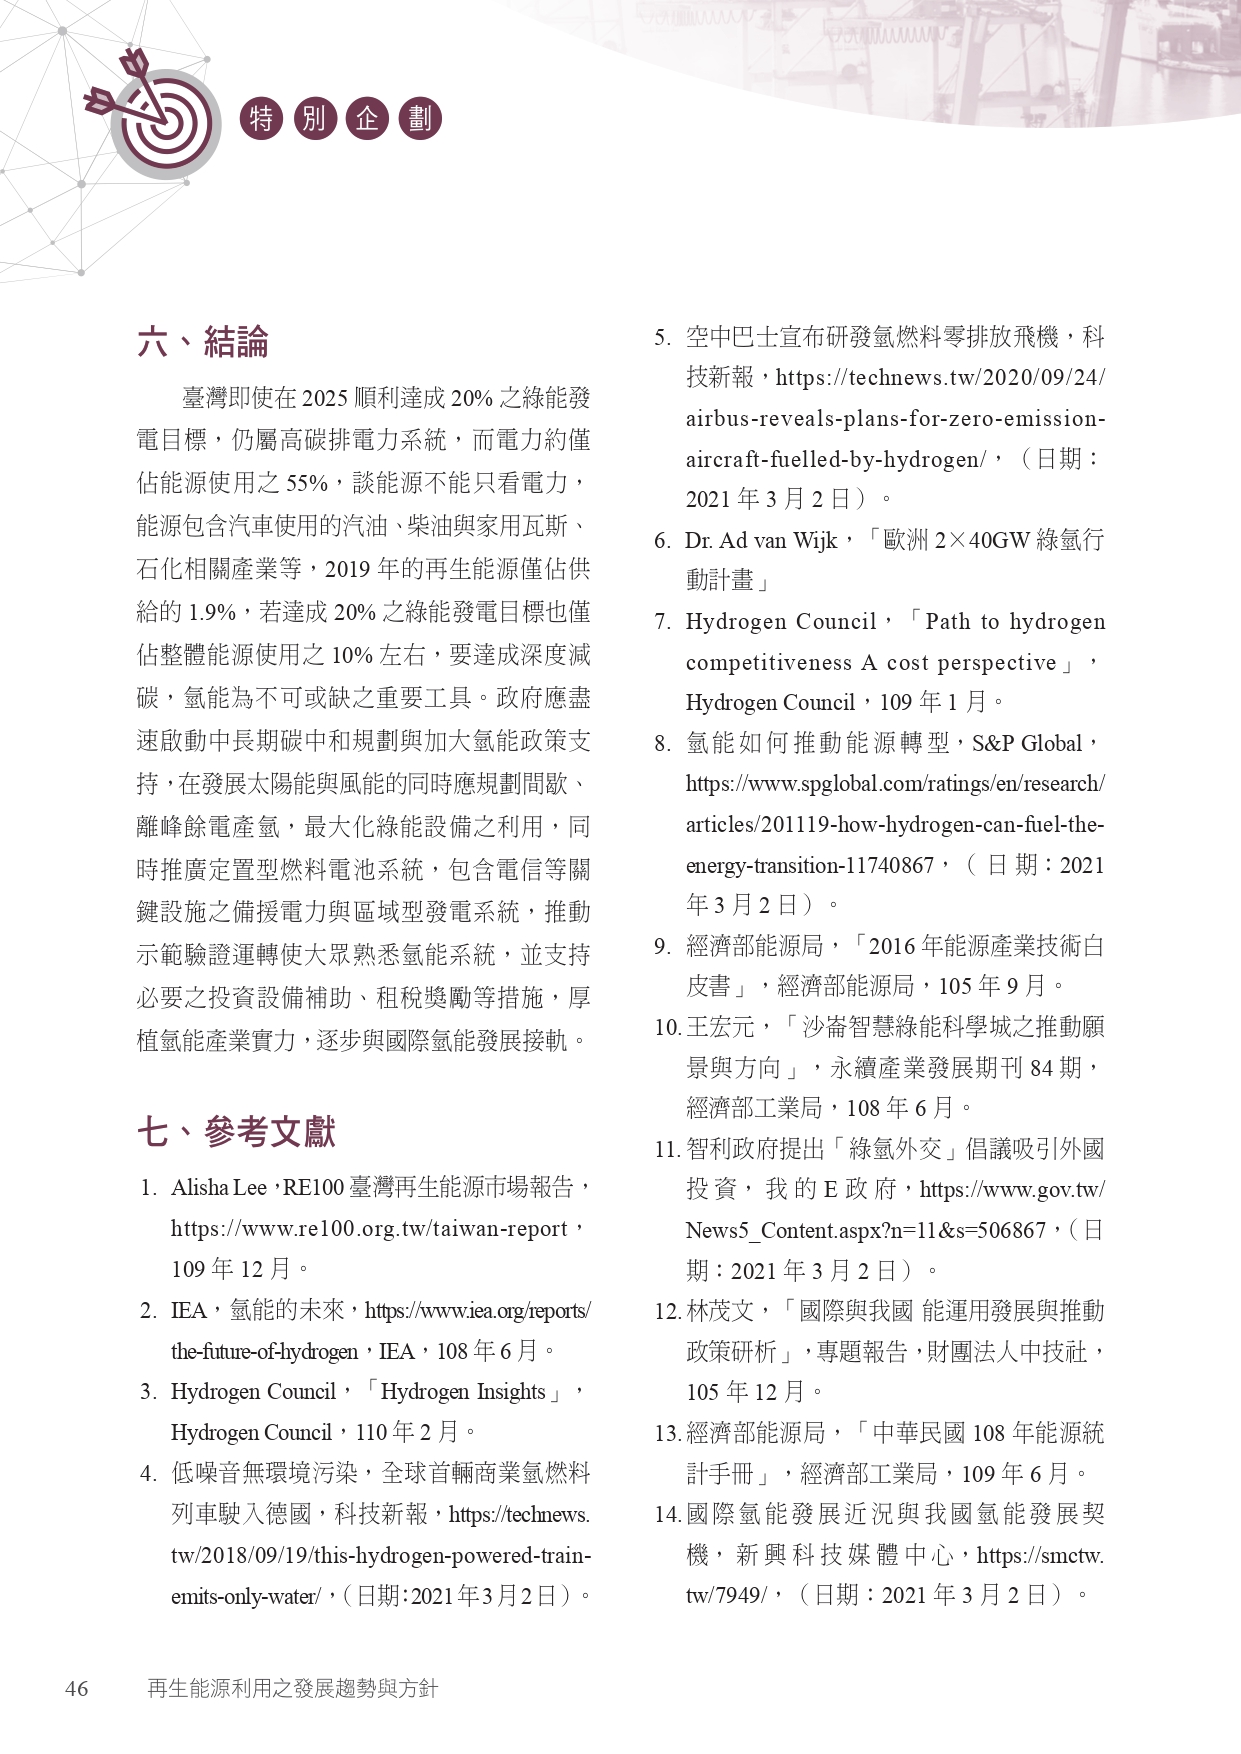 特別企劃
六、結論
臺灣即使在 2025 順利達成 20% 之綠能發
電目標，仍屬高碳排電力系統，而電力約僅
佔能源使用之 55%，談能源不能只看電力，
能源包含汽車使用的汽油、柴油與家用瓦斯、
石化相關產業等，2019 年的再生能源僅佔供
給的 1.9%，若達成 20% 之綠能發電目標也僅
佔整體能源使用之 10% 左右，要達成深度減
碳，氫能為不可或缺之重要工具。政府應盡
速啟動中長期碳中和規劃與加大氫能政策支
持，在發展太陽能與風能的同時應規劃間歇、
離峰餘電產氫，最大化綠能設備之利用，同
時推廣定置型燃料電池系統，包含電信等關
鍵設施之備援電力與區域型發電系統，推動
示範驗證運轉使大眾熟悉氫能系統，並支持
必要之投資設備補助、租稅獎勵等措施，厚
植氫能產業實力，逐步與國際氫能發展接軌。
七、參考文獻
1. Alisha Lee，RE100 臺灣再生能源市場報告，
https://www.re100.org.tw/taiwan-report，
109 年 12 月。
2. IEA，氫能的未來，https://www.iea.org/reports/
the-future-of-hydrogen，IEA，108 年 6 月。
3. Hydrogen Council，「Hydrogen Insights」，
Hydrogen Council，110 年 2 月。
4. 低噪音無環境污染，全球首輛商業氫燃料
列車駛入德國，科技新報，https://technews.
tw/2018/09/19/this-hydrogen-powered-train-
emits-only-water/，（日期：2021 年 3 月 2 日）。
5. 空中巴士宣布研發氫燃料零排放飛機，科
技新報，https://technews.tw/2020/09/24/
airbus-reveals-plans-for-zero-emission-
aircraft-fuelled-by-hydrogen/，（日期：
2021 年 3 月 2 日）。
6. Dr. Ad van Wijk，「歐洲 2×40GW 綠氫行
動計畫」
7. Hydrogen Council，「Path to hydrogen
competitiveness A cost perspective」，
Hydrogen Council，109 年 1 月。
8. 氫能如何推動能源轉型，S&P Global，
https://www.spglobal.com/ratings/en/research/
articles/201119-how-hydrogen-can-fuel-the-
energy-transition-11740867，（日期：2021
年 3 月 2 日）。
9. 經濟部能源局，「2016 年能源產業技術白
皮書」，經濟部能源局，105 年 9 月。
10. 王宏元，「沙崙智慧綠能科學城之推動願
景與方向」，永續產業發展期刊 84 期，
經濟部工業局，108 年 6 月。
11. 智利政府提出「綠氫外交」倡議吸引外國
投資，我的 E 政府，https://www.gov.tw/
News5_Content.aspx?n=11&s=506867，（日
期：2021 年 3 月 2 日）。
12. 林茂文，「國際與我國 能運用發展與推動
政策研析」，專題報告，財團法人中技社，
105 年 12 月。
13. 經濟部能源局，「中華民國 108 年能源統
計手冊」，經濟部工業局，109 年 6 月。
14. 國際氫能發展近況與我國氫能發展契
機，新興科技媒體中心，https://smctw.
tw/7949/，（日期：2021 年 3 月 2 日）。
46 再生能源利用之發展趨勢與方針